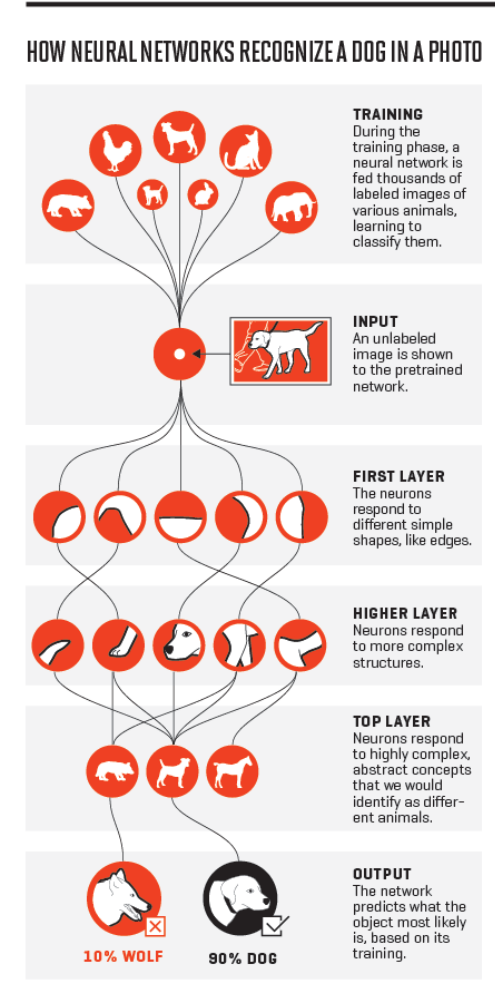 HOW NEURAL NETWORKS RECOGNIZE A DOG IN A PHOTO
TRAINING
During the
training phase, a
neural network is
fed thousands of
labeled images of
various animals,
learning to
classify them.
INPUT
An unlabeled
image is shown
to the pretrained
network.
FIRST LAYER
The neurons
respond to
different simple
shapes, like edges.
HIGHER LAYER
Neurons respond
to more complex
structures.
TOP LAYER
Neurons respond
to highly complex,
abstract concepts
that we would
identify as differ-
ent animals.
OUTPUT
The network
predicts what the
object most likely
is, based on its
training.
10% WOLF
90% DOG